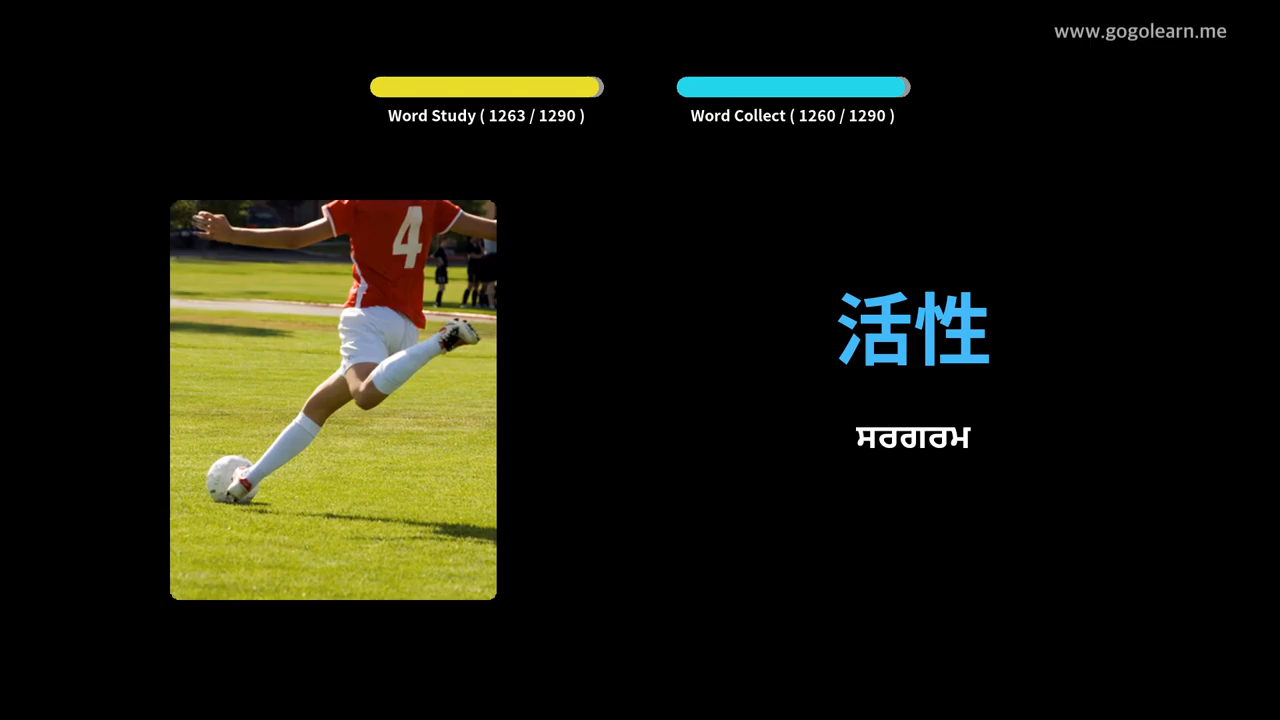 www.gogolearn.me
Word Study ( 1263 / 1290 )
Word Collect ( 1260 / 1290 )
4
活性
ਸਰਗਰਮ